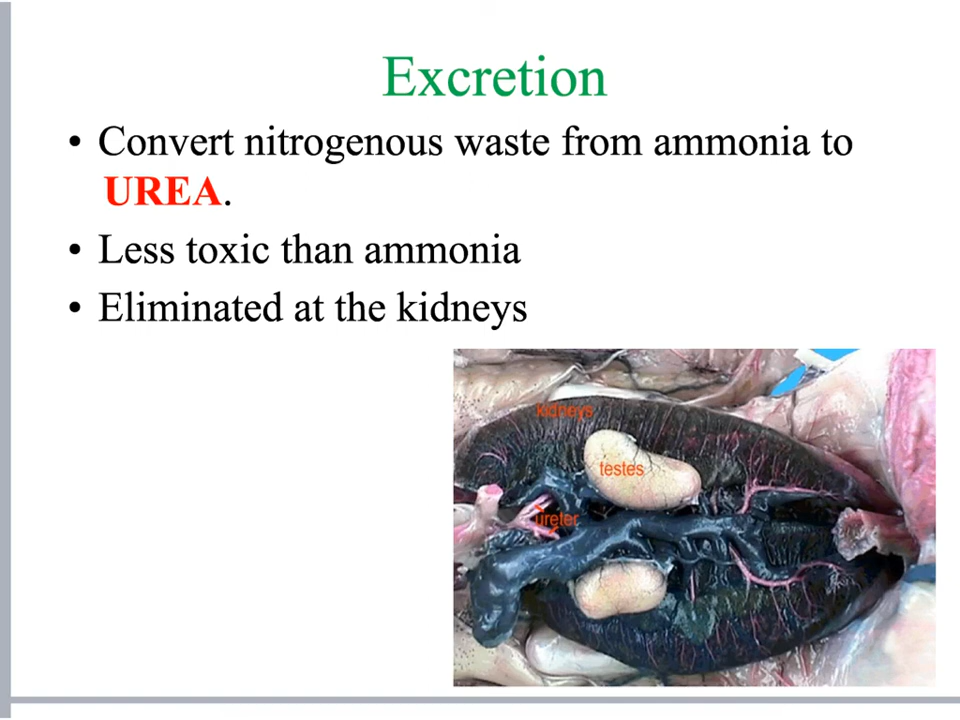 Excretion
• Convert nitrogenous waste from ammonia to
UREA.
• Less toxic than ammonia
• Eliminated at the kidneys
kidneys
testes
ureter